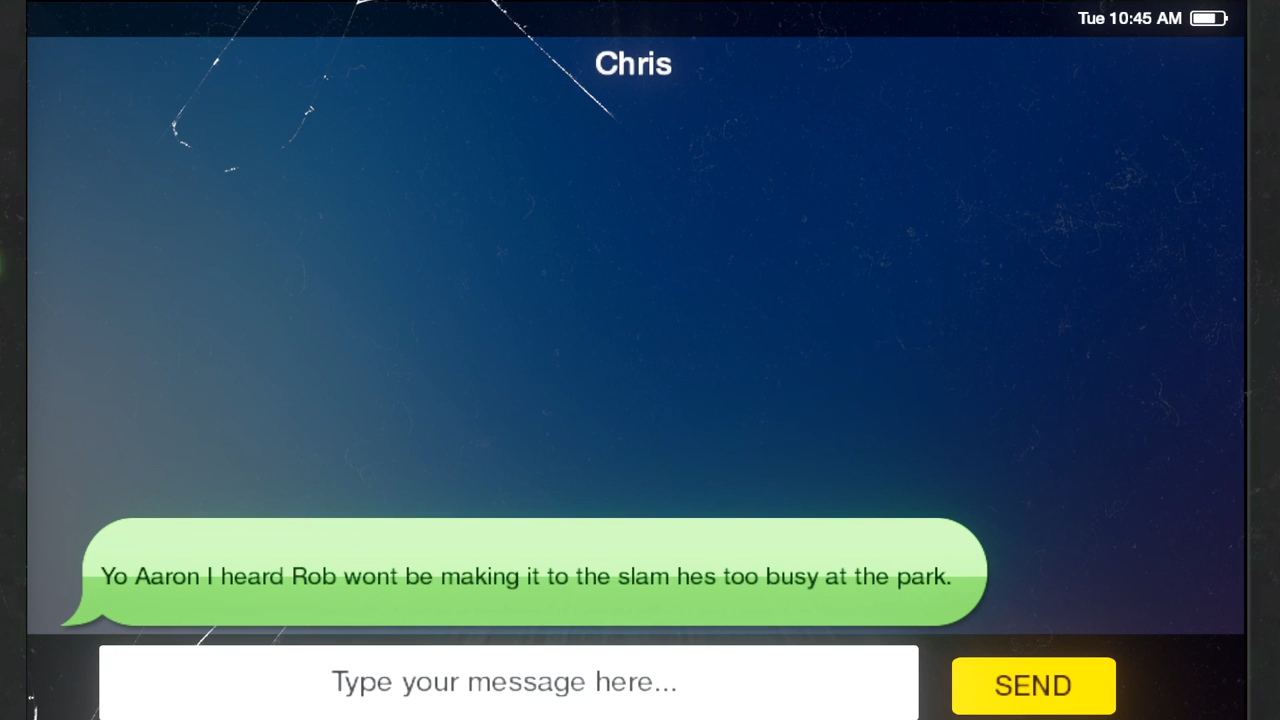 Tue 10:45 AM
Chris
Yo Aaron I heard Rob wont be making it to the slam hes too busy at the park.
Type your message here...
SEND